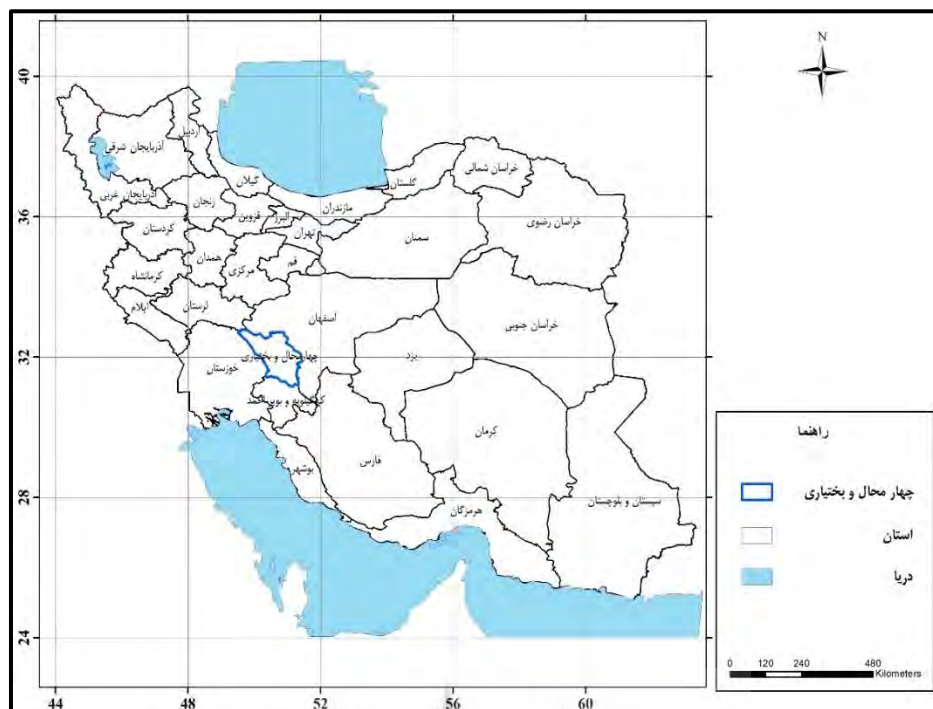 N
40
36
32
28
24
اردبیل
آذربایجان شرقی
خراسان شمالی
گلستان
گیلان
آذربایجان غربی
زنجان
مازندران
البرز
قزوین
خراسان رضوی
کردستان
تهران
سمنان
همدان
مرکزی
قم
کرمانشاه
لرستان
ایلام
اصفهان
خراسان جنوبی
چهار محال و بختیاری
یزد
خوزستان
کهگیلویه و بویراحمد
کرمان
فارس
بوشهر
سیستان و بلوچستان
هرمزگان
راهنما
چهار محال و بختیاری
استان
دریا
0 120 240 480
Kilometers
44 48 52 56 60